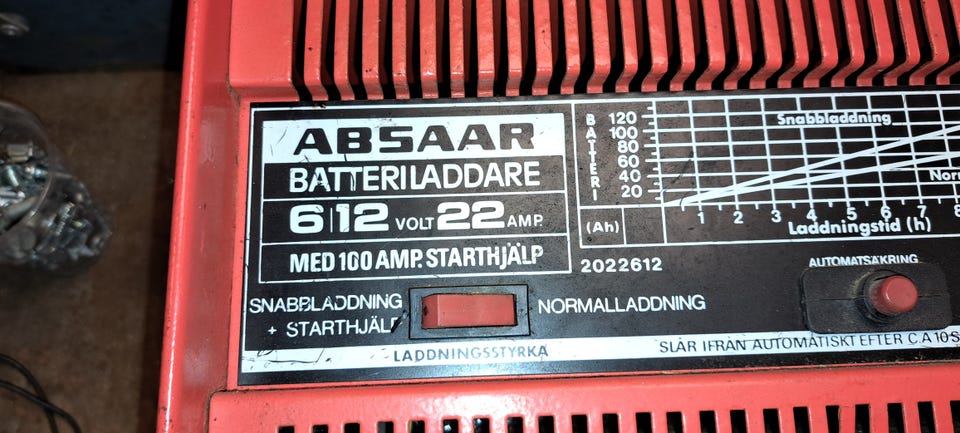 ABSAAR
BATTERILADDARE
6|12 VOLT 22 AMP.
MED 100 AMP. STARTHJÄLP
BATTERI
120
100
80
60
40
20
(Ah)
Snabbladdning
1 2 3 4 5 6 7 8
Laddningstid (h)
2022612
AUTOMATSÄKRING
SNABBLADDNING
+ STARTHJÄLP
NORMALLADDNING
LADDNINGSSTYRKA
SLÅR IFRÅN AUTOMATISKT EFTER C.A 10 S